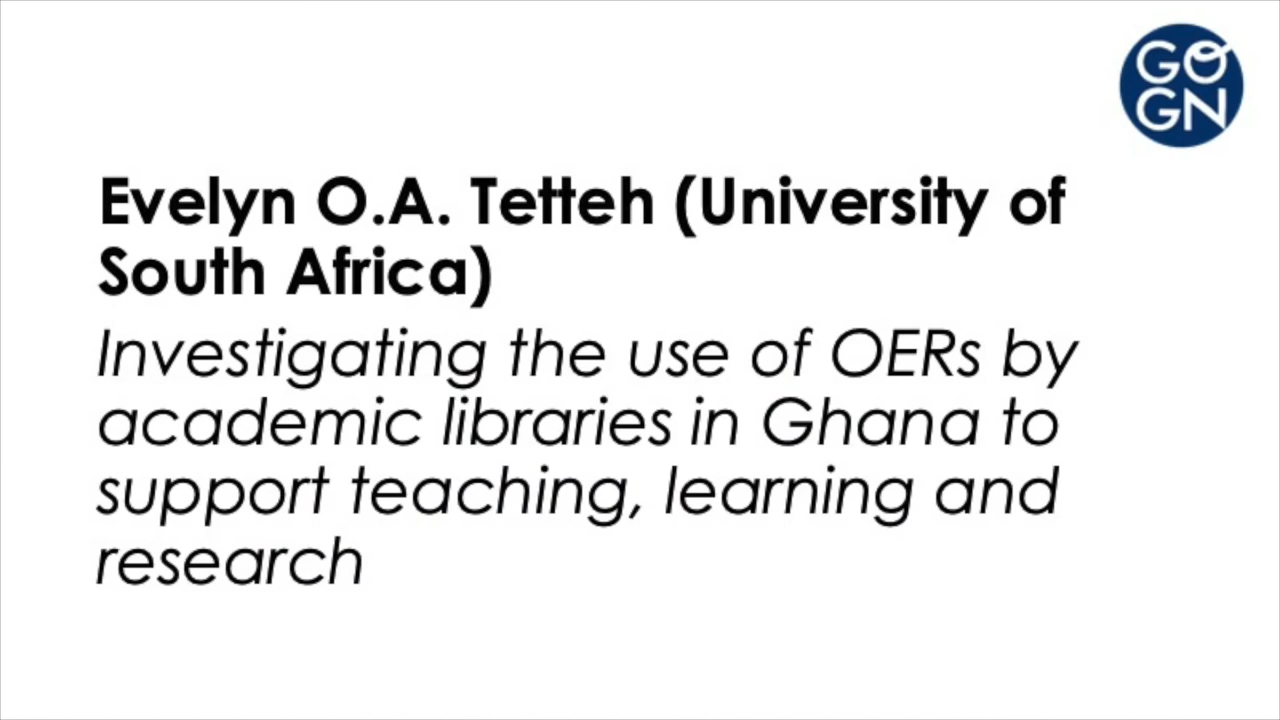 GO
GN
Evelyn O.A. Tetteh (University of
South Africa)
Investigating the use of OERs by
academic libraries in Ghana to
support teaching, learning and
research